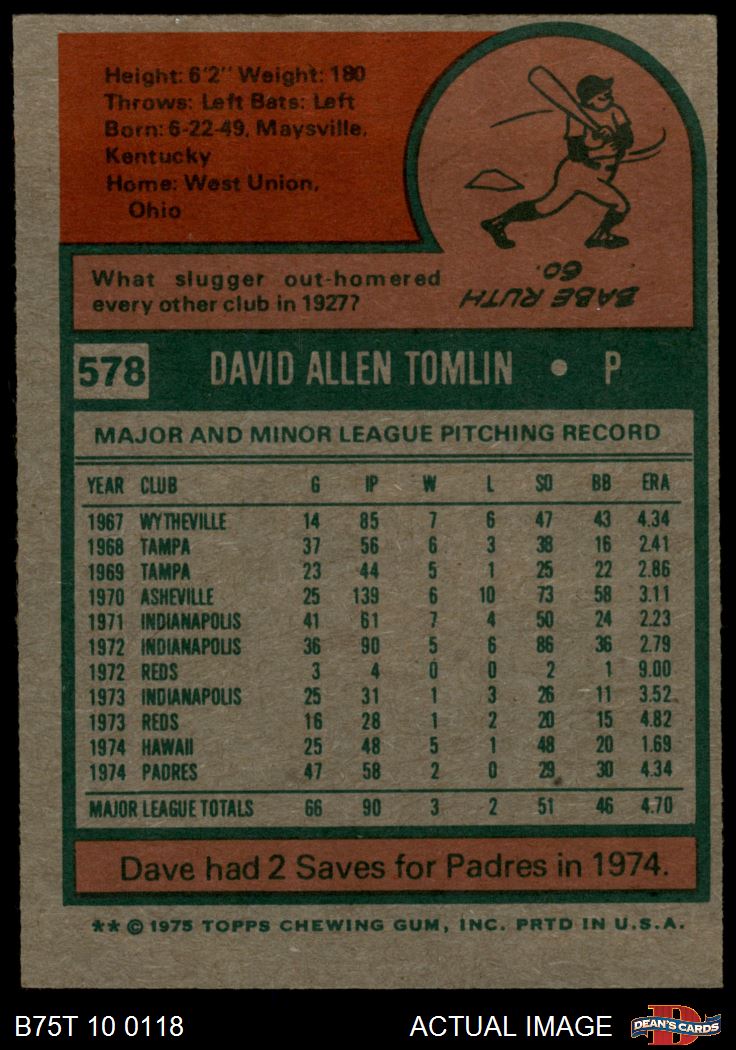 Height: 6'2" Weight: 180
Throws: Left Bats: Left
Born: 6-22-49, Maysville,
Kentucky
Home: West Union,
Ohio
What slugger out-homered
every other club in 1927?
BABE RUTH
60.
578 DAVID ALLEN TOMLIN • P
MAJOR AND MINOR LEAGUE PITCHING RECORD
YEAR CLUB G IP W L SO BB ERA
1967 WYTHEVILLE 14 85 7 6 47 43 4.34
1968 TAMPA 37 56 6 3 38 16 2.41
1969 TAMPA 23 44 5 1 25 22 2.86
1970 ASHEVILLE 25 139 6 10 73 58 3.11
1971 INDIANAPOLIS 41 61 7 4 50 24 2.23
1972 INDIANAPOLIS 36 90 5 6 86 36 2.79
1972 REDS 3 4 0 0 2 1 9.00
1973 INDIANAPOLIS 25 31 1 3 26 11 3.52
1973 REDS 16 28 1 2 20 15 4.82
1974 HAWAII 25 48 5 1 48 20 1.69
1974 PADRES 47 58 2 0 29 30 4.34
MAJOR LEAGUE TOTALS 66 90 3 2 51 46 4.70
Dave had 2 Saves for Padres in 1974.
** © 1975 TOPPS CHEWING GUM, INC. PRTD IN U.S.A.
B75T 10 0118 ACTUAL IMAGE DEAN'S CARDS